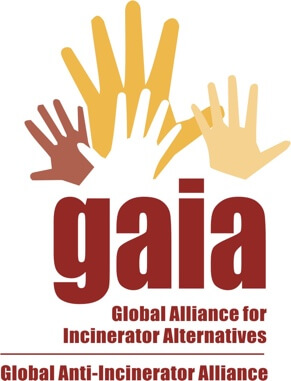 gaia
Global Alliance for
Incinerator Alternatives
Global Anti-Incinerator Alliance